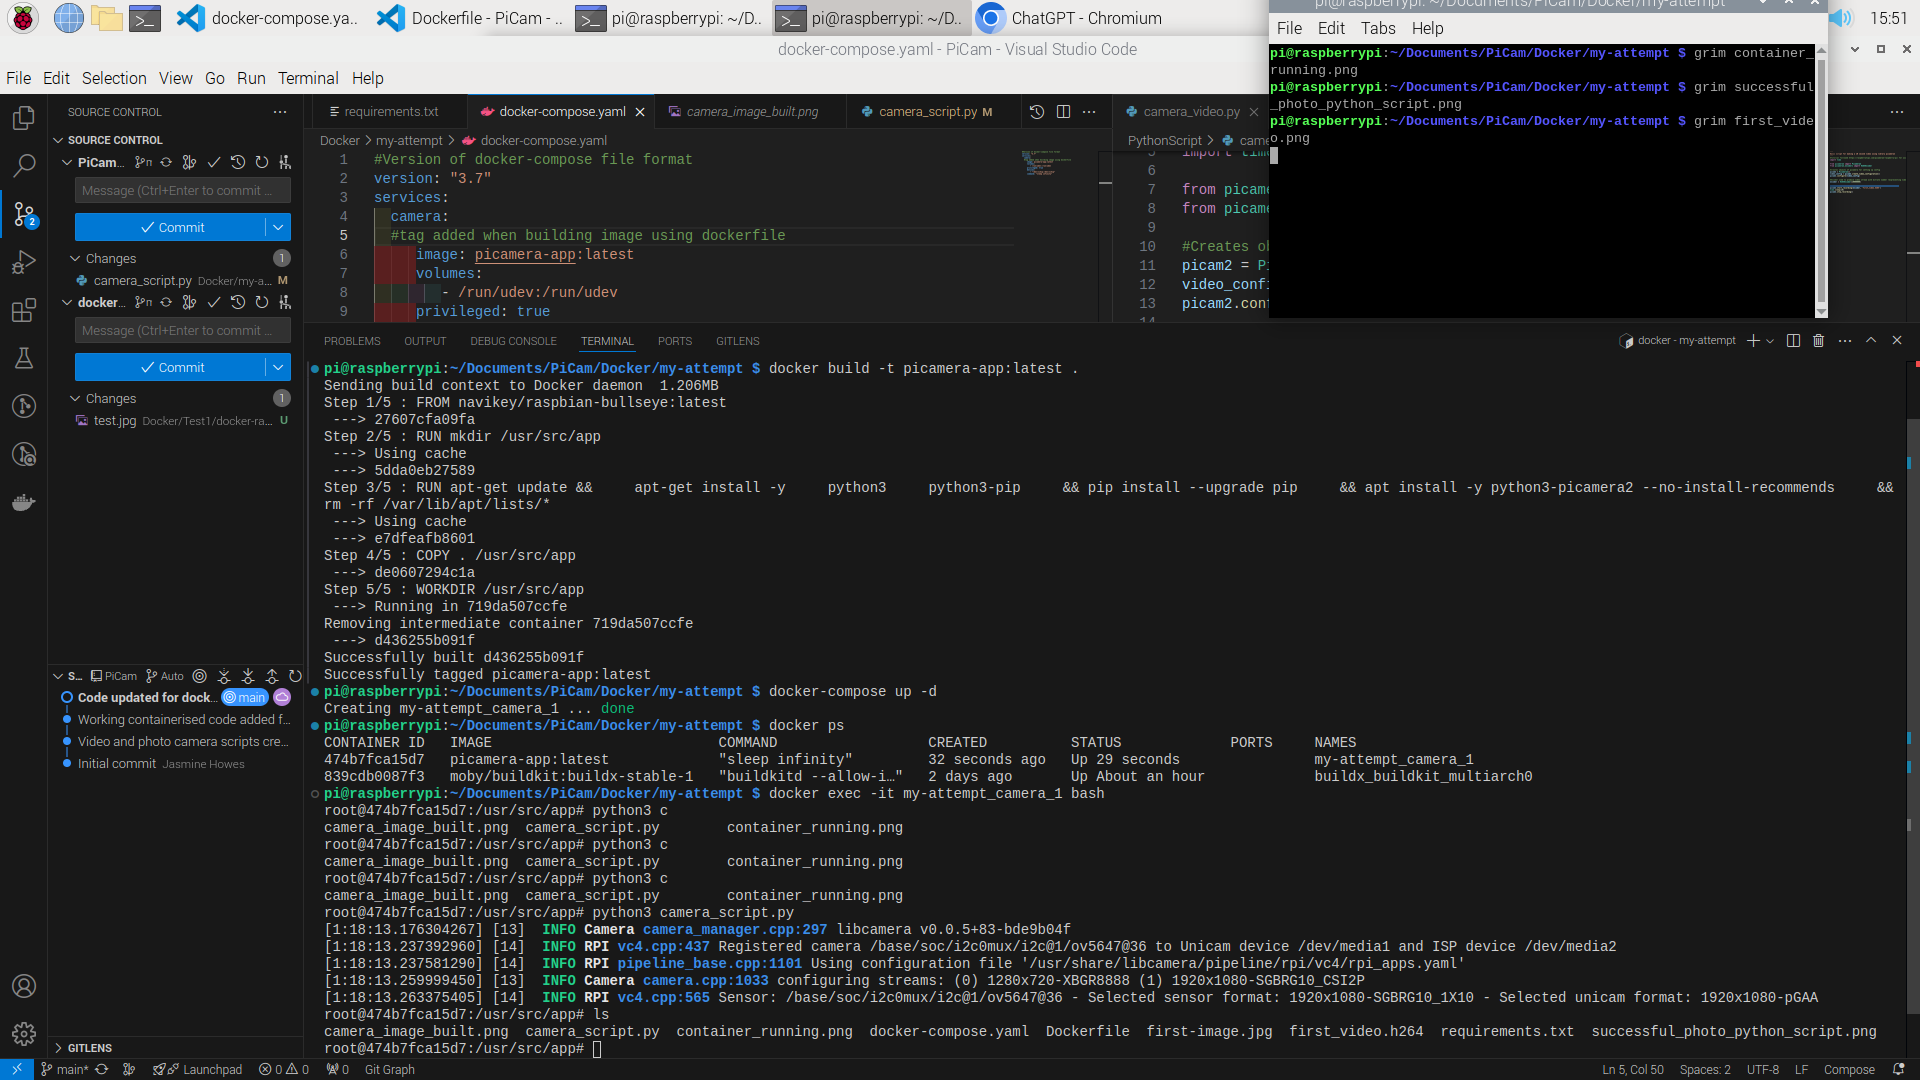 docker-compose.ya..
Dockerfile - PiCam - ..
pi@raspberrypi: ~/D..
pi@raspberrypi: ~/D..
ChatGPT - Chromium
15:51
docker-compose.yaml - PiCam - Visual Studio Code
File Edit Selection View Go Run Terminal Help
pi@raspberrypi: ~/Documents/PiCam/Docker/my-attempt
File Edit Tabs Help
pi@raspberrypi:~/Documents/PiCam/Docker/my-attempt $ grim container_
running.png
pi@raspberrypi:~/Documents/PiCam/Docker/my-attempt $ grim successful
_photo_python_script.png
pi@raspberrypi:~/Documents/PiCam/Docker/my-attempt $ grim first_vide
o.png
SOURCE CONTROL
SOURCE CONTROL
PiCam...
Message (Ctrl+Enter to commit ...
Commit
Changes 1
camera_script.py Docker/my-a... M
docker...
Message (Ctrl+Enter to commit ...
Commit
Changes 1
test.jpg Docker/Test1/docker-ra... U
2
S... PiCam Auto
Code updated for dock... main
Working containerised code added f...
Video and photo camera scripts cre...
Initial commit Jasmine Howes
GITLENS
requirements.txt docker-compose.yaml camera_image_built.png camera_script.py M
Docker > my-attempt > docker-compose.yaml
1 #Version of docker-compose file format
2 version: "3.7"
3 services:
4 camera:
5 #tag added when building image using dockerfile
6 image: picamera-app:latest
7 volumes:
8 - /run/udev:/run/udev
9 privileged: true
camera_video.py
PythonScript > came
5 import time
6
7 from picame
8 from picame
9
10 #Creates ob
11 picam2 = Pi
12 video_confi
13 picam2.conf
14
PROBLEMS OUTPUT DEBUG CONSOLE TERMINAL PORTS GITLENS
docker - my-attempt
pi@raspberrypi:~/Documents/PiCam/Docker/my-attempt $ docker build -t picamera-app:latest .
Sending build context to Docker daemon  1.206MB
Step 1/5 : FROM navikey/raspbian-bullseye:latest
 ---> 27607cfa09fa
Step 2/5 : RUN mkdir /usr/src/app
 ---> Using cache
 ---> 5dda0eb27589
Step 3/5 : RUN apt-get update &&     apt-get install -y     python3     python3-pip     && pip install --upgrade pip     && apt install -y python3-picamera2 --no-install-recommends     &&
rm -rf /var/lib/apt/lists/*
 ---> Using cache
 ---> e7dfeafb8601
Step 4/5 : COPY . /usr/src/app
 ---> de0607294c1a
Step 5/5 : WORKDIR /usr/src/app
 ---> Running in 719da507ccfe
Removing intermediate container 719da507ccfe
 ---> d436255b091f
Successfully built d436255b091f
Successfully tagged picamera-app:latest
pi@raspberrypi:~/Documents/PiCam/Docker/my-attempt $ docker-compose up -d
Creating my-attempt_camera_1 ... done
pi@raspberrypi:~/Documents/PiCam/Docker/my-attempt $ docker ps
CONTAINER ID   IMAGE                           COMMAND                  CREATED          STATUS             PORTS     NAMES
474b7fca15d7   picamera-app:latest             "sleep infinity"         32 seconds ago   Up 29 seconds                my-attempt_camera_1
839cdb0087f3   moby/buildkit:buildx-stable-1   "buildkitd --allow-i…"   2 days ago       Up About an hour             buildx_buildkit_multiarch0
pi@raspberrypi:~/Documents/PiCam/Docker/my-attempt $ docker exec -it my-attempt_camera_1 bash
root@474b7fca15d7:/usr/src/app# python3 c
camera_image_built.png  camera_script.py        container_running.png
root@474b7fca15d7:/usr/src/app# python3 c
camera_image_built.png  camera_script.py        container_running.png
root@474b7fca15d7:/usr/src/app# python3 c
camera_image_built.png  camera_script.py        container_running.png
root@474b7fca15d7:/usr/src/app# python3 camera_script.py
[1:18:13.176304267] [13]  INFO Camera camera_manager.cpp:297 libcamera v0.0.5+83-bde9b04f
[1:18:13.237392960] [14]  INFO RPI vc4.cpp:437 Registered camera /base/soc/i2c0mux/i2c@1/ov5647@36 to Unicam device /dev/media1 and ISP device /dev/media2
[1:18:13.237581290] [14]  INFO RPI pipeline_base.cpp:1101 Using configuration file '/usr/share/libcamera/pipeline/rpi/vc4/rpi_apps.yaml'
[1:18:13.259999450] [13]  INFO Camera camera.cpp:1033 configuring streams: (0) 1280x720-XBGR8888 (1) 1920x1080-SGBRG10_CSI2P
[1:18:13.263375405] [14]  INFO RPI vc4.cpp:565 Sensor: /base/soc/i2c0mux/i2c@1/ov5647@36 - Selected sensor format: 1920x1080-SGBRG10_1X10 - Selected unicam format: 1920x1080-pGAA
root@474b7fca15d7:/usr/src/app# ls
camera_image_built.png  camera_script.py  container_running.png  docker-compose.yaml  Dockerfile  first-image.jpg  first_video.h264  requirements.txt  successful_photo_python_script.png
root@474b7fca15d7:/usr/src/app#
main* Launchpad 0 0 0 Git Graph
Ln 5, Col 50 Spaces: 2 UTF-8 LF Compose